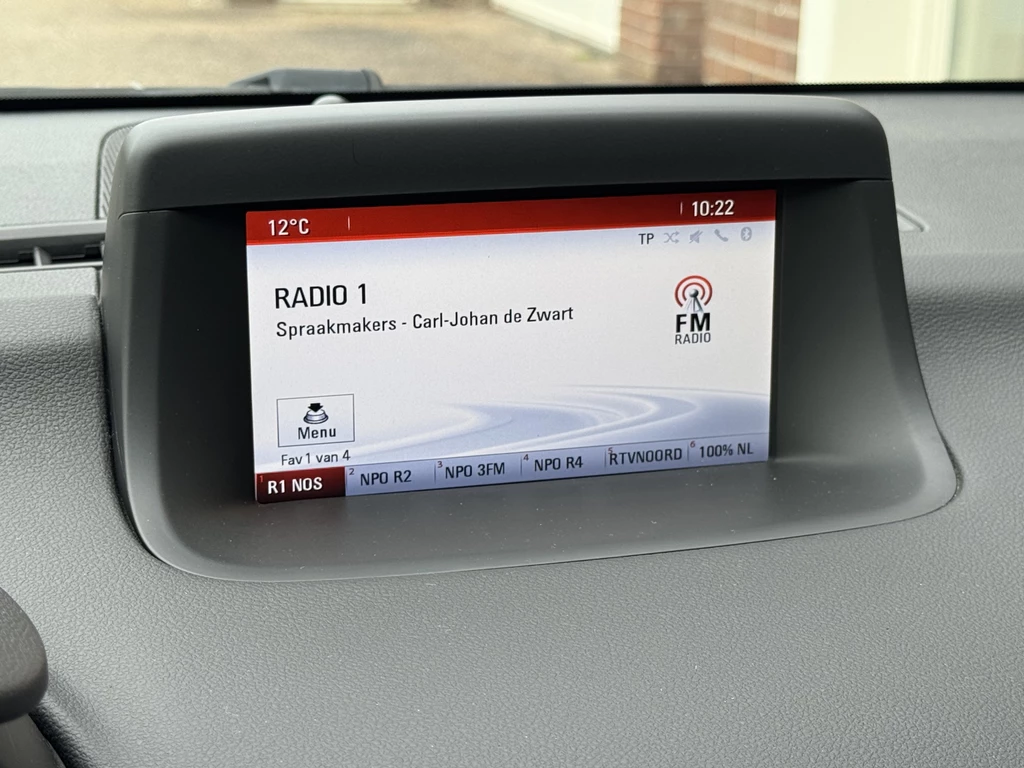 12°C 10:22
TP
RADIO 1
Spraakmakers - Carl-Johan de Zwart
FM
RADIO
Menu
Fav 1 van 4
1 R1 NOS 2 NPO R2 3 NPO 3FM 4 NPO R4 5 RTVNOORD 6 100% NL